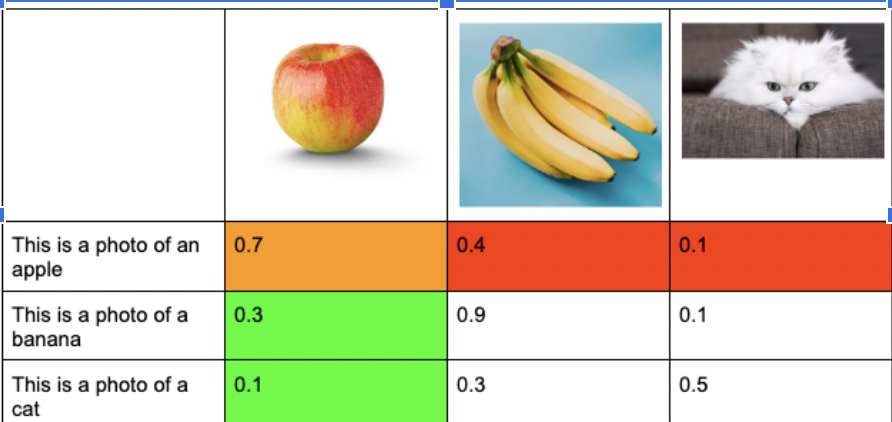 This is a photo of an
apple
0.7
0.4
0.1
This is a photo of a
banana
0.3
0.9
0.1
This is a photo of a
cat
0.1
0.3
0.5